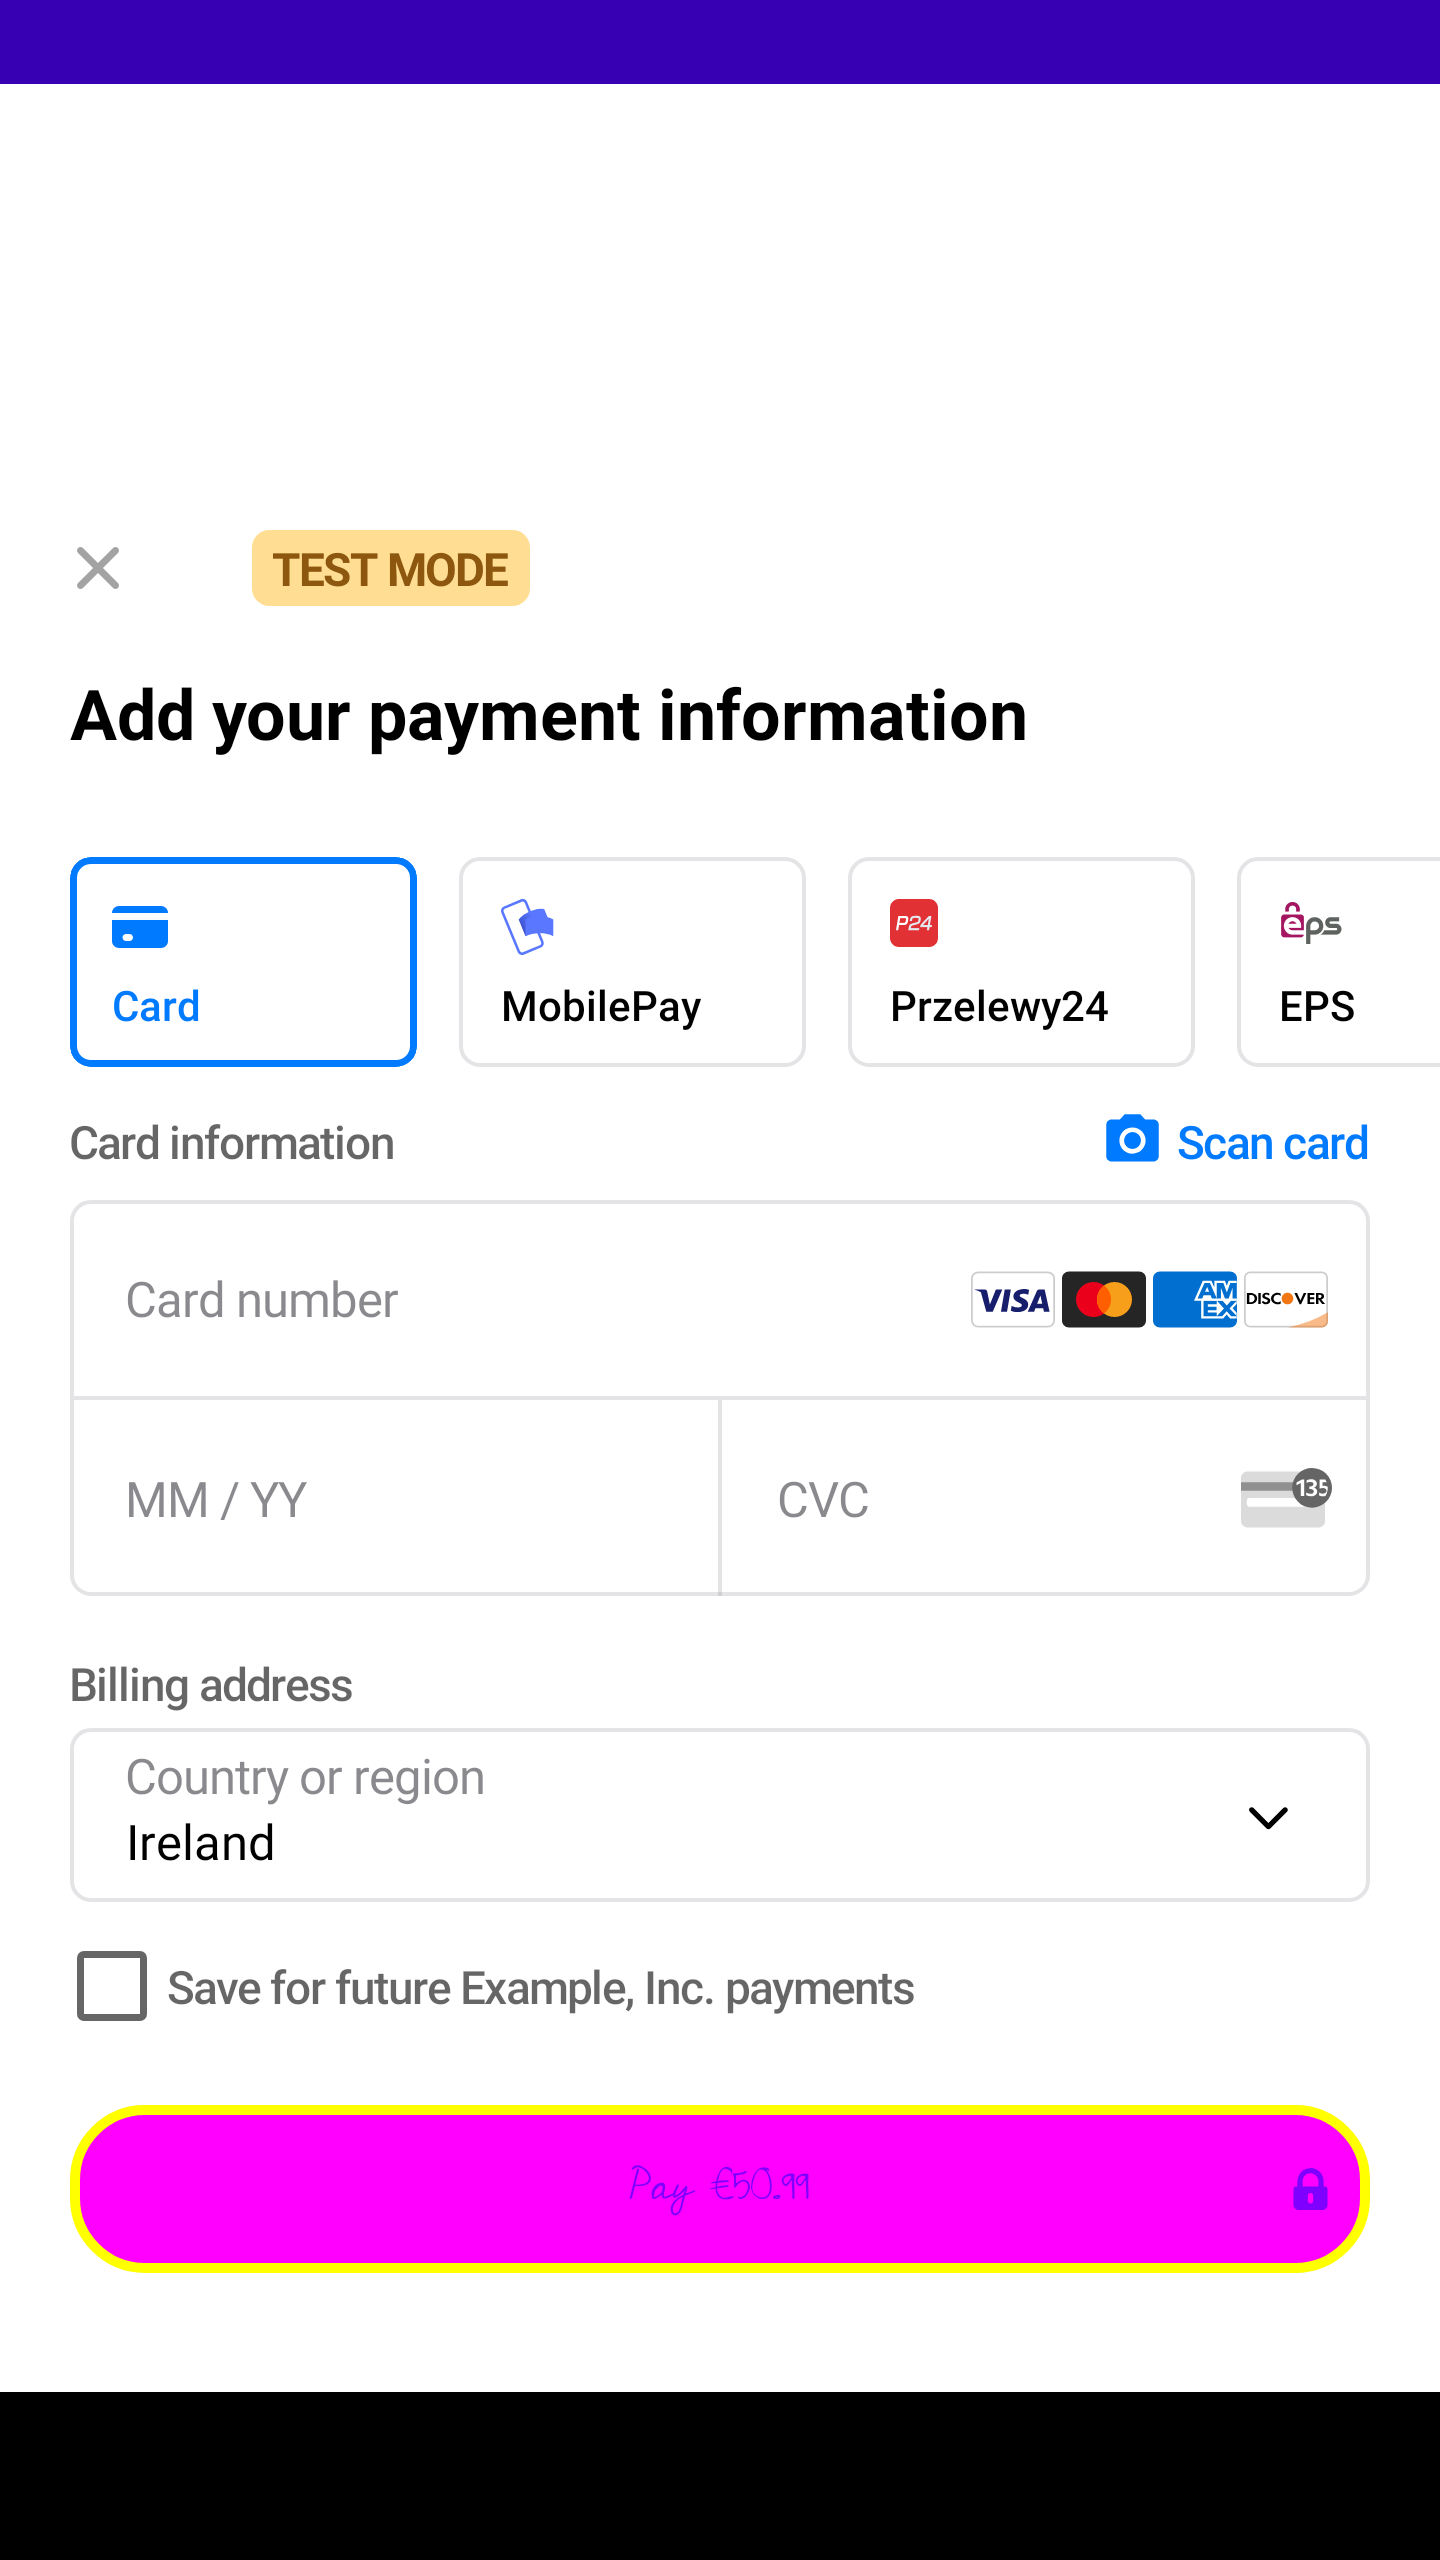 TEST MODE
Add your payment information
P24
eps
Card
MobilePay
Przelewy24
EPS
Card information
Scan card
Card number
VISA
AM
EX
DISCOVER
MM / YY
CVC
135
Billing address
Country or region
Ireland
Save for future Example, Inc. payments
Pay €50.99